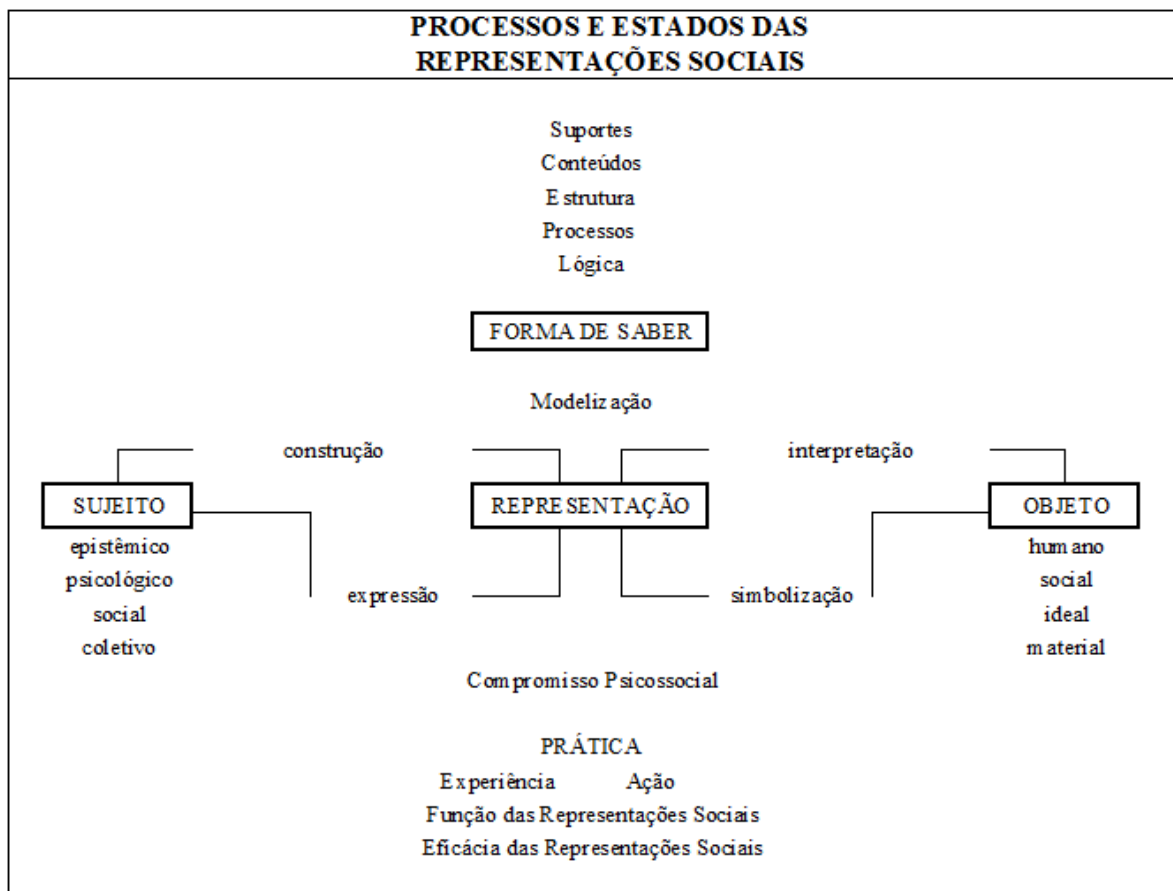 PROCESSOS E ESTADOS DAS
REPRESENTAÇÕES SOCIAIS
Suportes
Conteúdos
Estrutura
Processos
Lógica
FORMA DE SABER
Modelização
construção interpretação
SUJEITO REPRESENTAÇÃO OBJETO
epistêmico humano
psicológico social
social ideal
coletivo material
expressão simbolização
Compromisso Psicossocial
PRÁTICA
Experiência Ação
Função das Representações Sociais
Eficácia das Representações Sociais